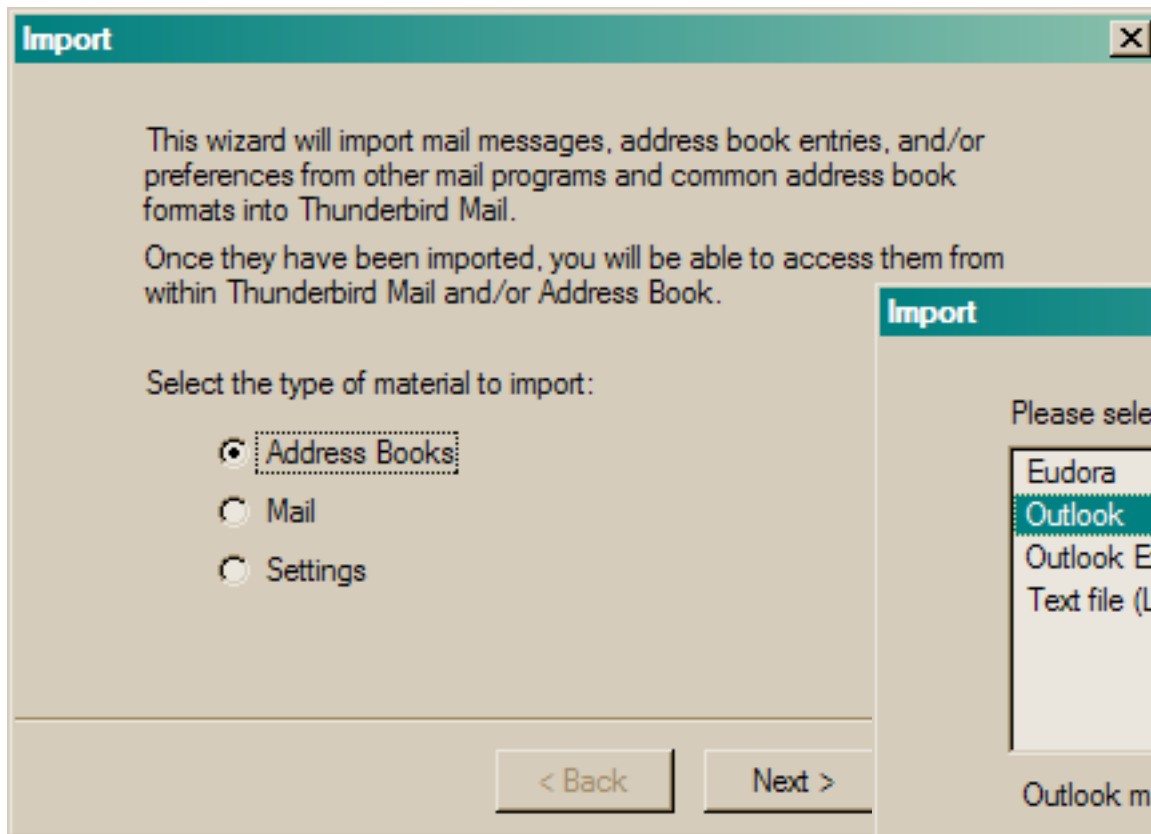 Import
This wizard will import mail messages, address book entries, and/or
preferences from other mail programs and common address book
formats into Thunderbird Mail.
Once they have been imported, you will be able to access them from
within Thunderbird Mail and/or Address Book.
Select the type of material to import:
Address Books
Mail
Settings
< Back
Next >
Import
Please
Eudora
Outlook
Outlook
Text file
Outlook